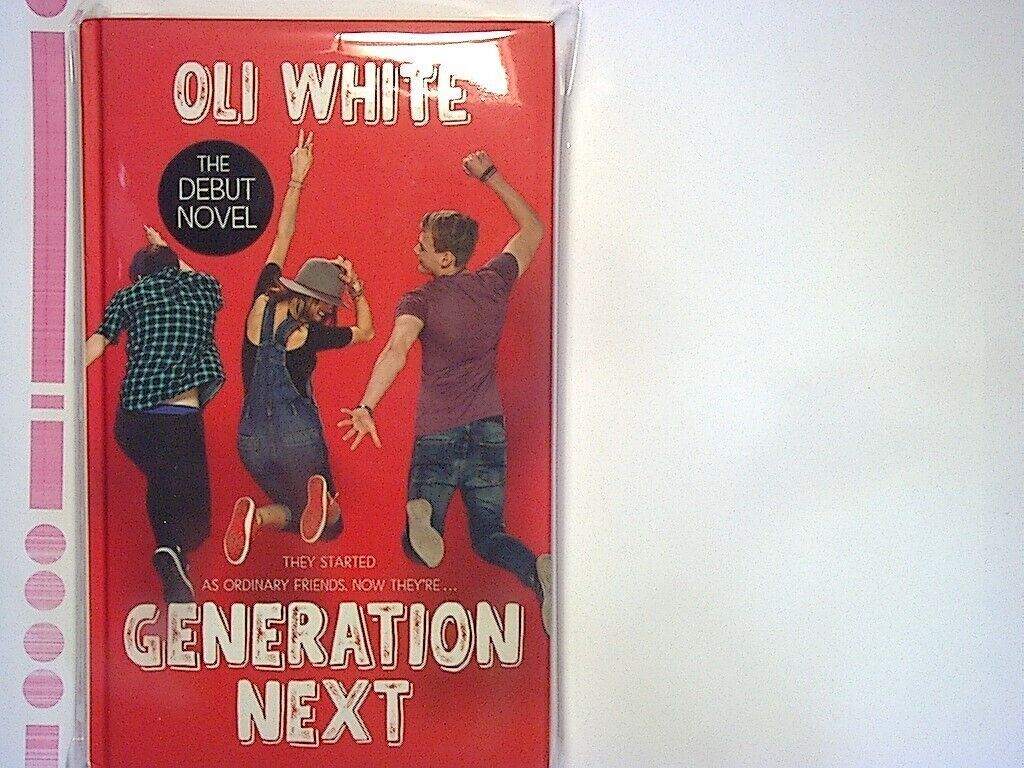 OLI WHITE
THE
DEBUT
NOVEL
THEY STARTED
AS ORDINARY FRIENDS. NOW THEY'RE...
GENERATION
NEXT